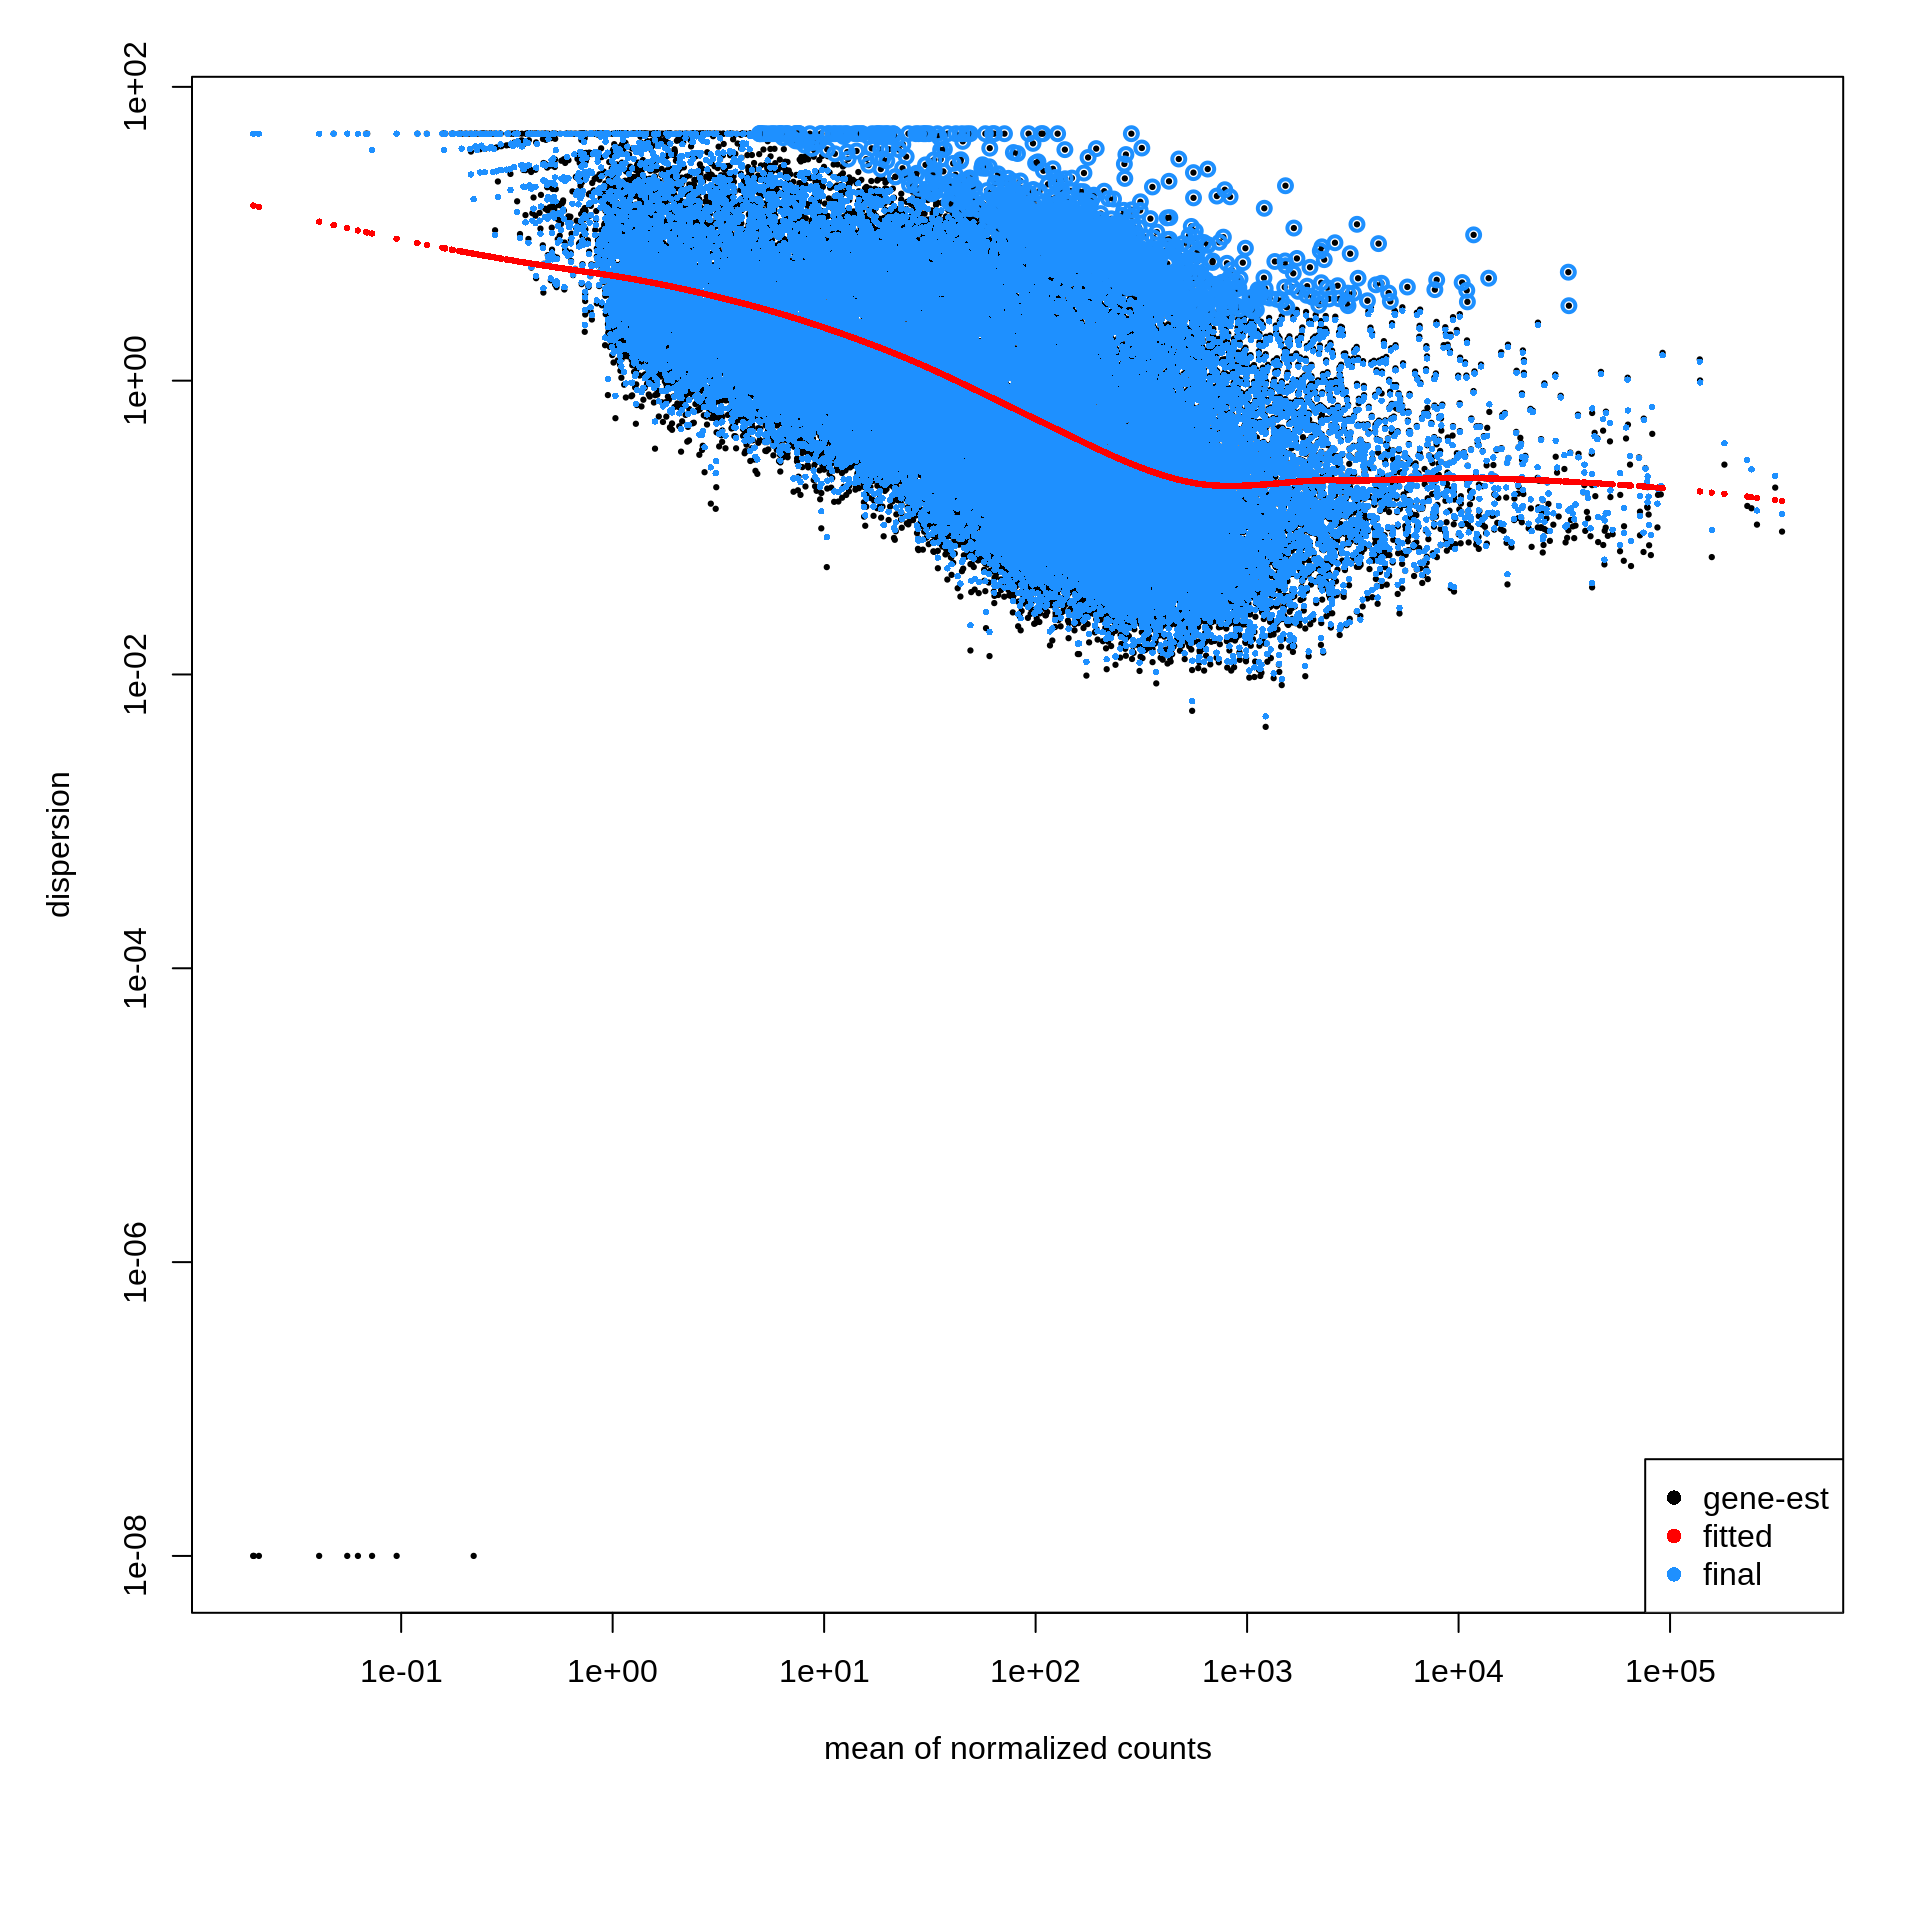 1e+02
1e+00
1e-02
1e-04
1e-06
1e-08
dispersion
1e-01 1e+00 1e+01 1e+02 1e+03 1e+04 1e+05
mean of normalized counts
gene-est
fitted
final